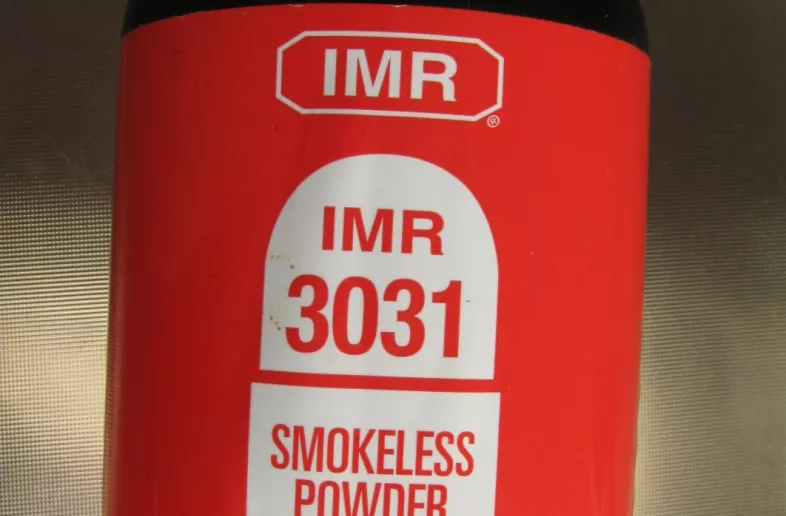 IMR
®
IMR
3031
SMOKELESS
POWDER